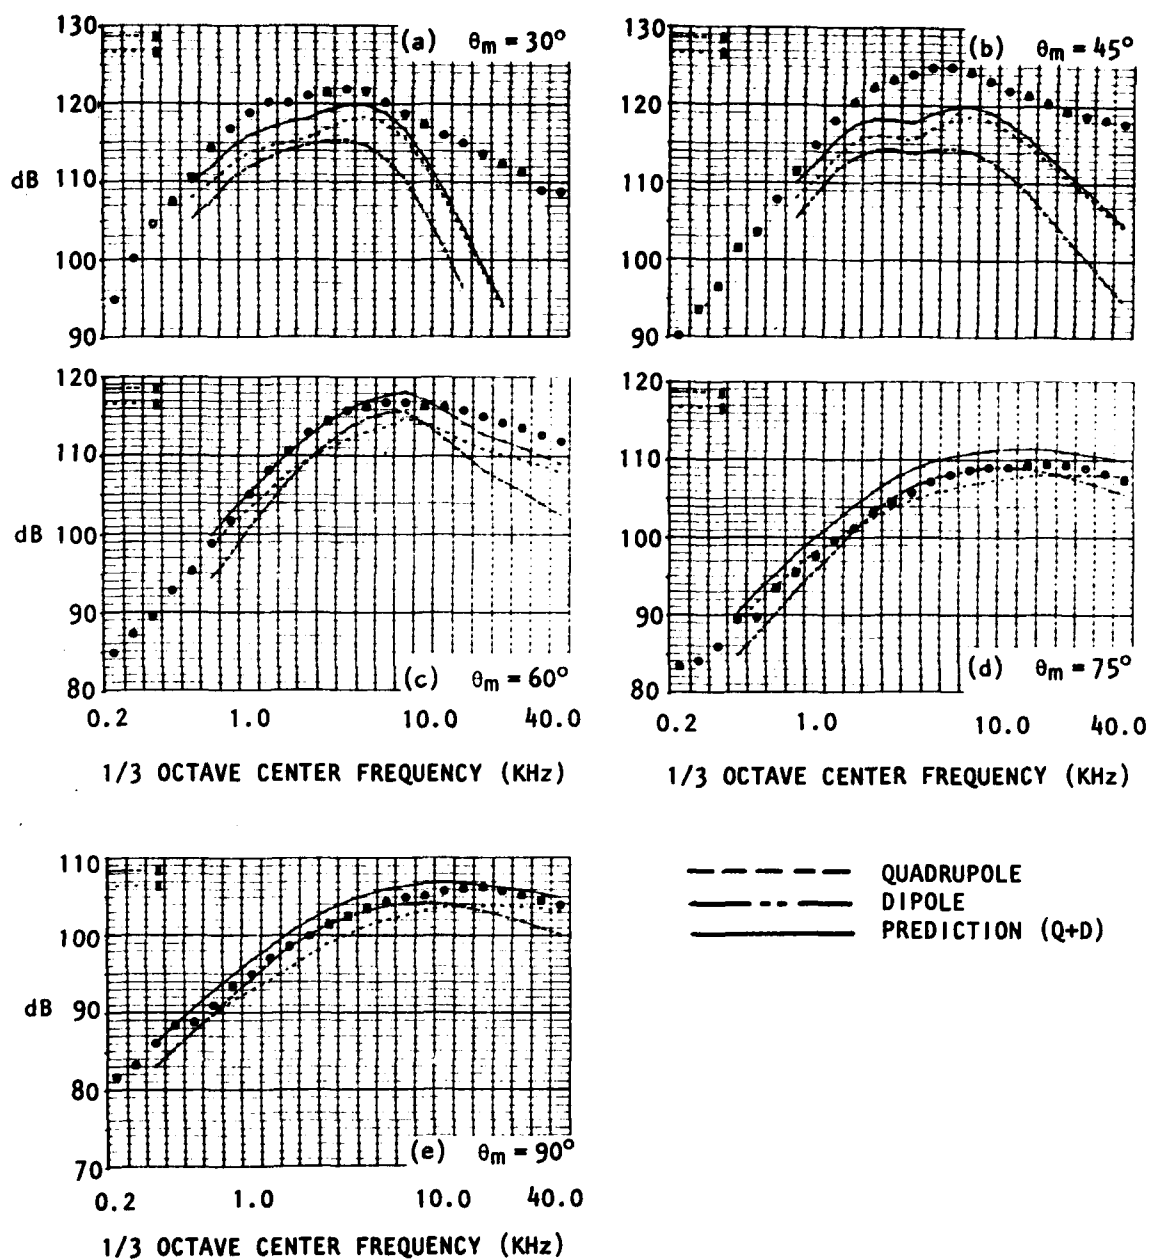 130
120
110
100
90
dB
(a) θm = 30°
130
120
110
100
90
(b) θm = 45°
120
110
100
90
80
dB
(c) θm = 60°
0.2 1.0 10.0 40.0
1/3 OCTAVE CENTER FREQUENCY (KHz)
120
110
100
90
80
(d) θm = 75°
0.2 1.0 10.0 40.0
1/3 OCTAVE CENTER FREQUENCY (KHz)
110
100
90
80
70
dB
(e) θm = 90°
0.2 1.0 10.0 40.0
1/3 OCTAVE CENTER FREQUENCY (KHz)
QUADRUPOLE
DIPOLE
PREDICTION (Q+D)